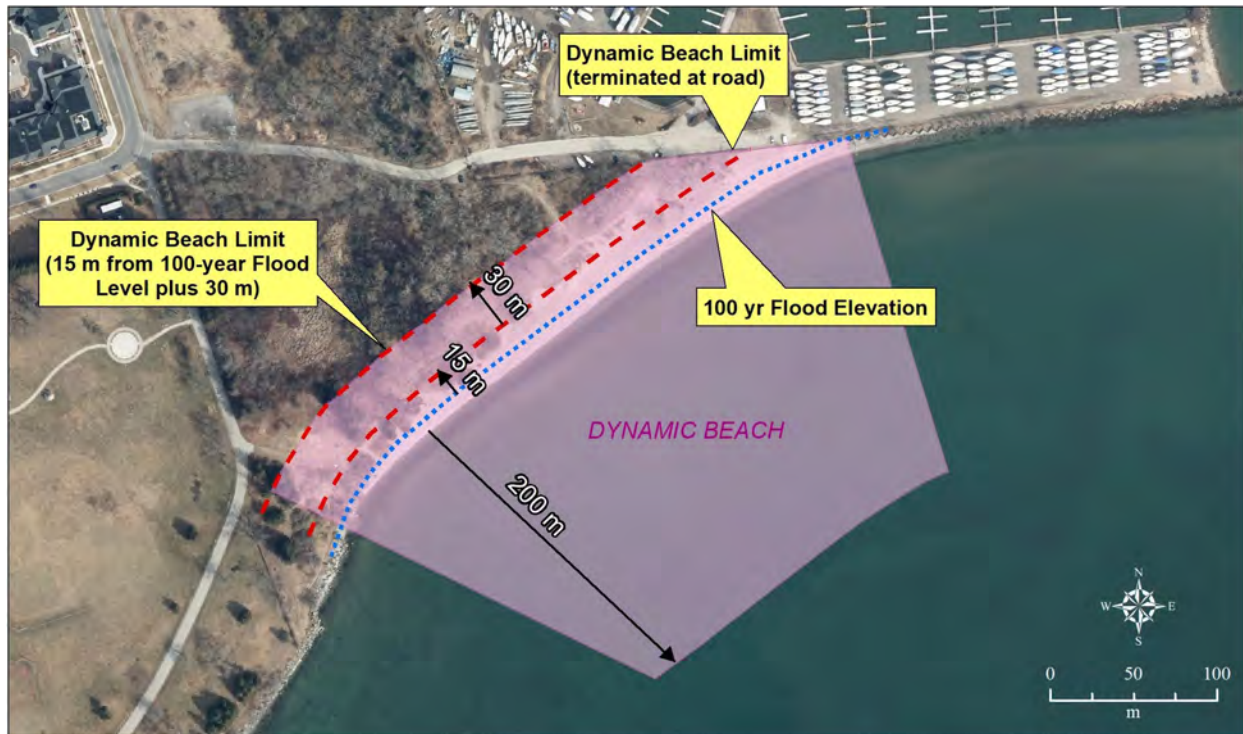 Dynamic Beach Limit
(terminated at road)
Dynamic Beach Limit
(15 m from 100-year Flood
Level plus 30 m)
30 m
100 yr Flood Elevation
15 m
DYNAMIC BEACH
200 m
N
W E
S
0 50 100
m